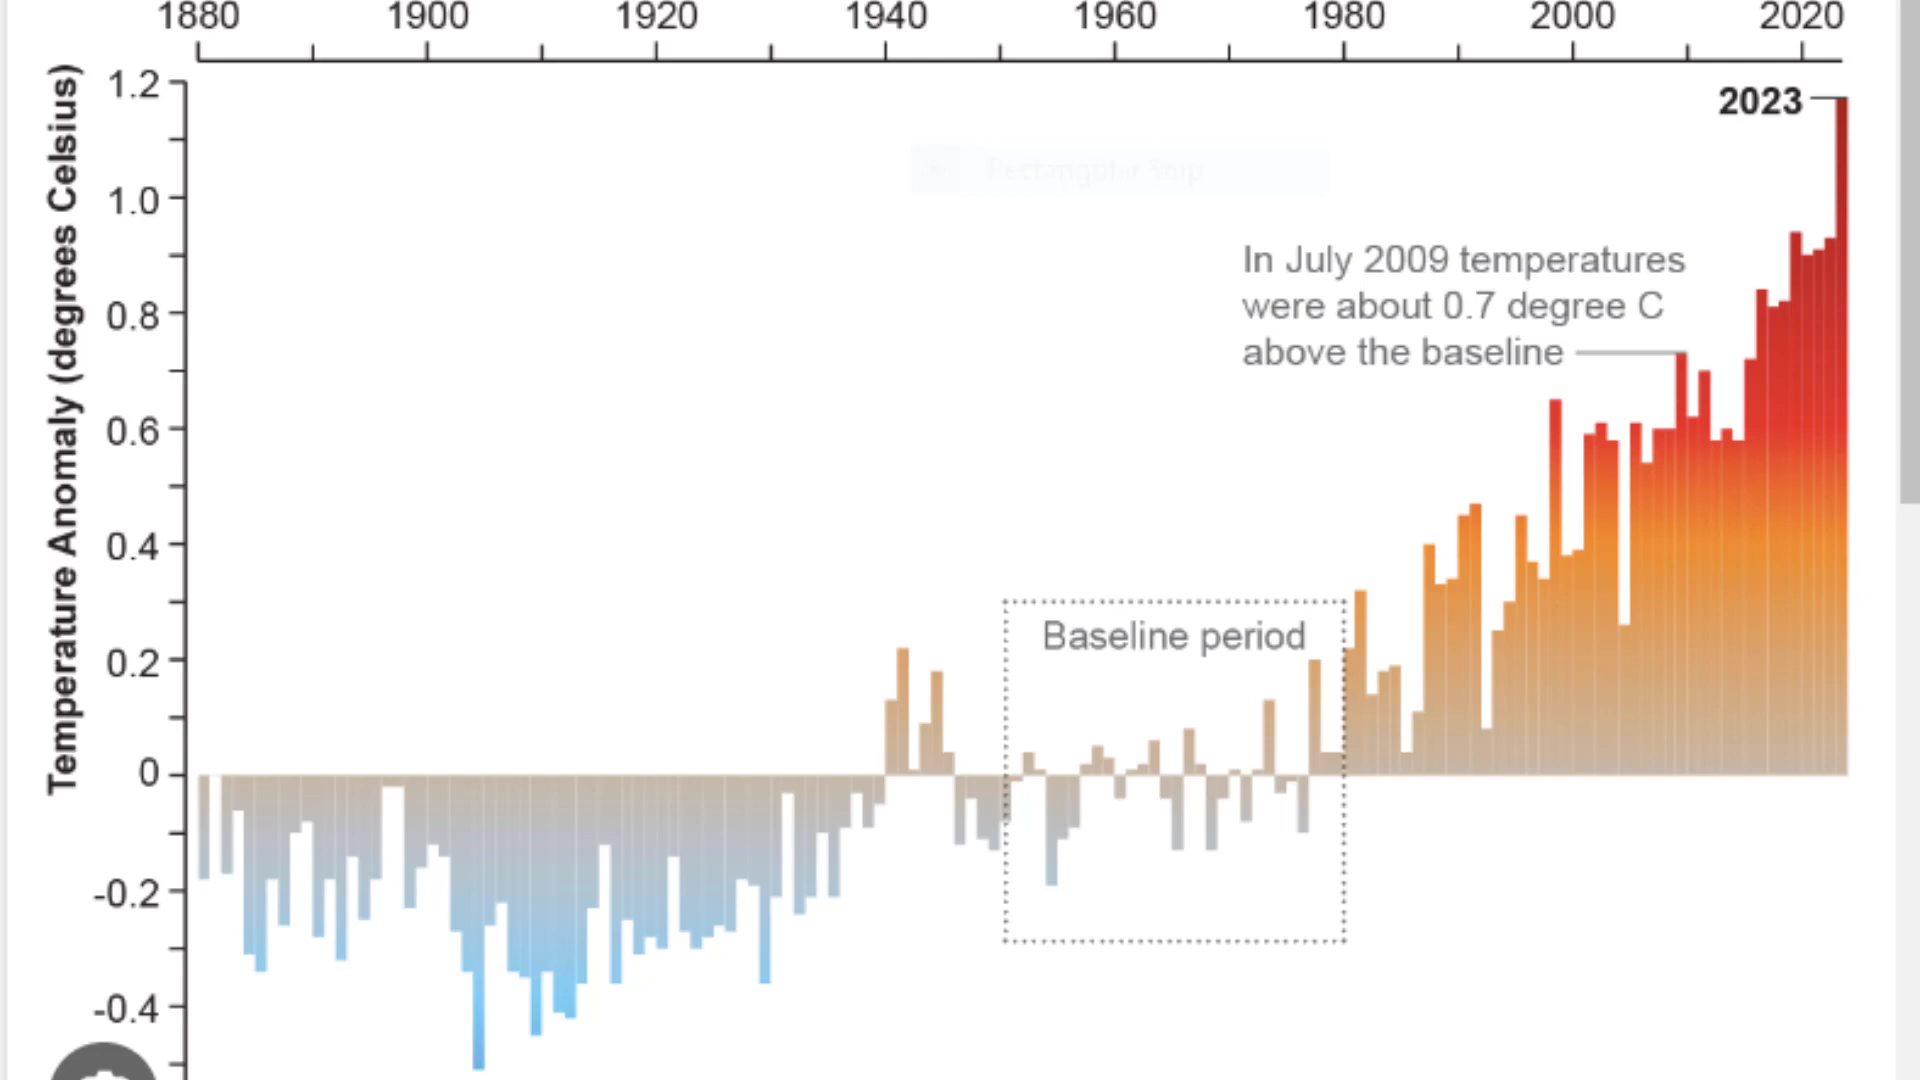 1880 1900 1920 1940 1960 1980 2000 2020
Temperature Anomaly (degrees Celsius)
1.2
2023
1.0
Rectangular Snip
In July 2009 temperatures
were about 0.7 degree C
above the baseline
0.8
0.6
0.4
Baseline period
0.2
0
-0.2
-0.4